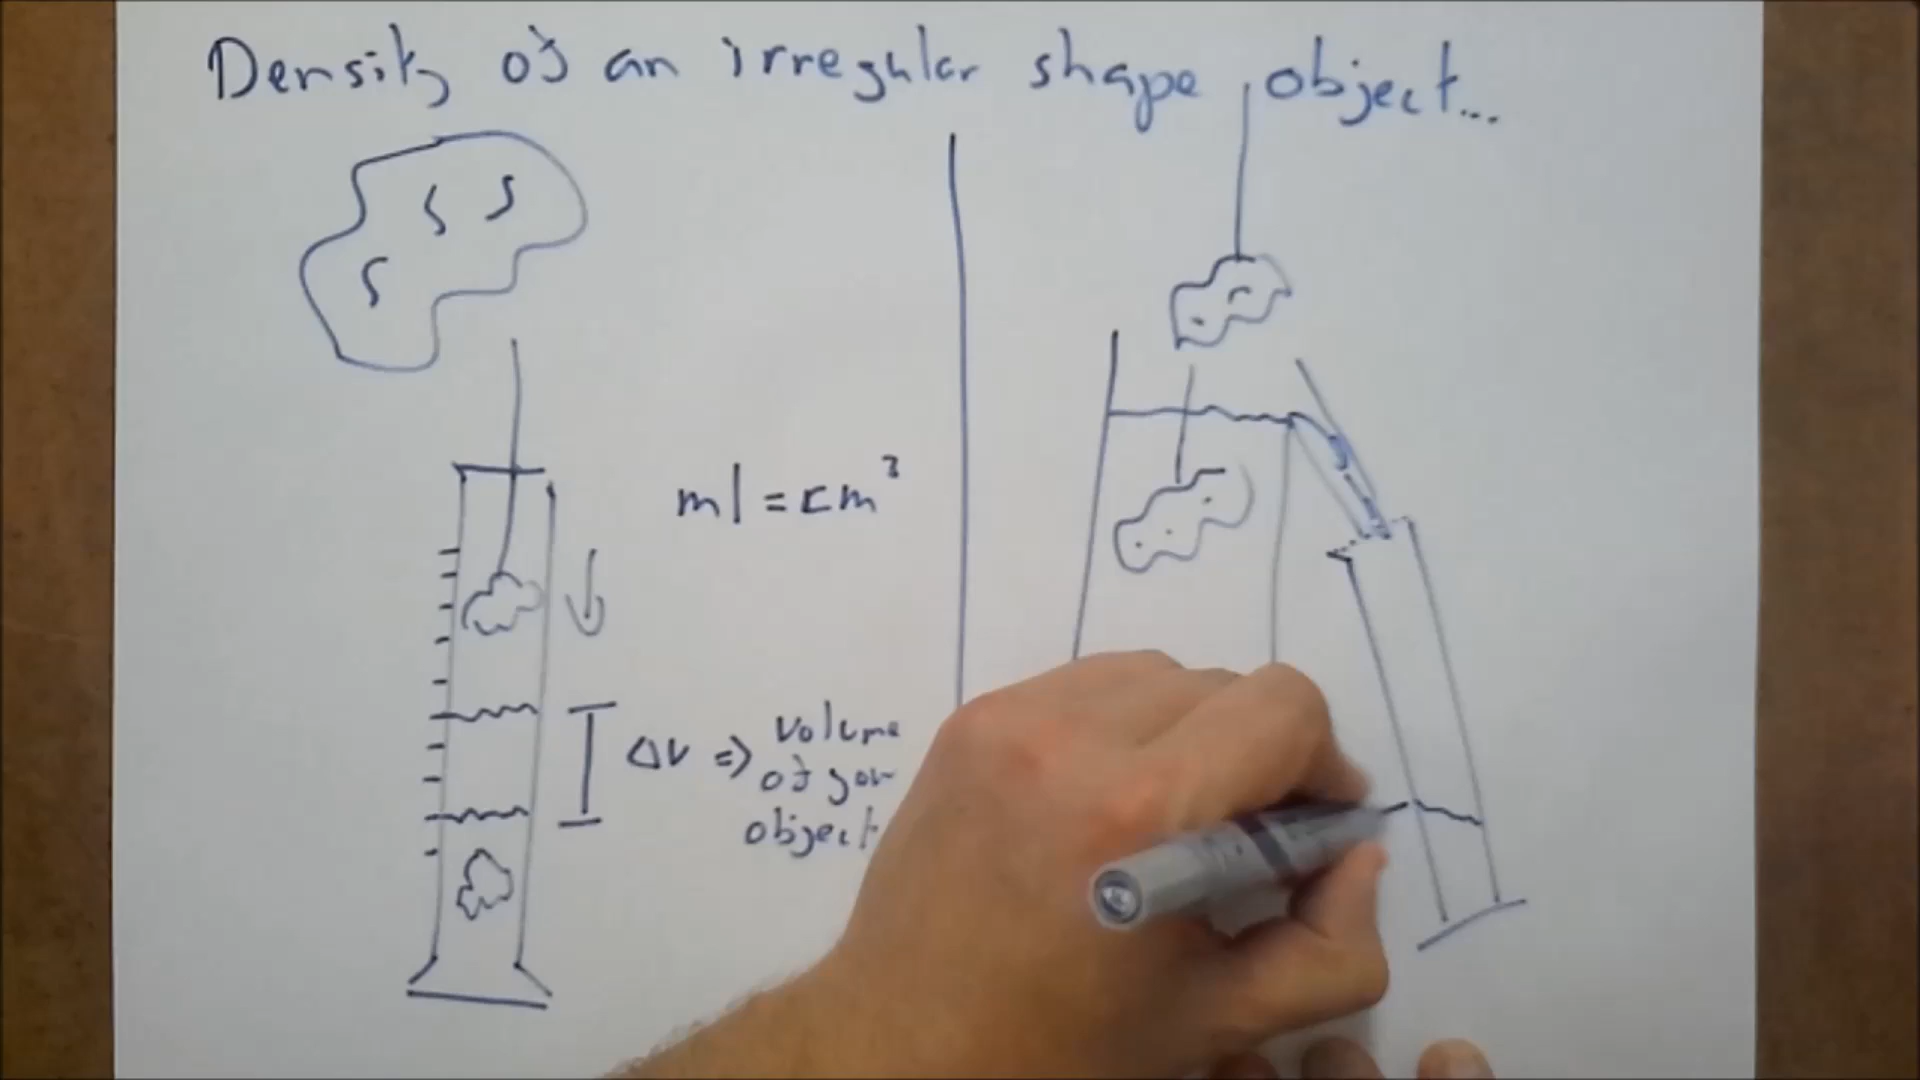 Density of an irregular shape object...
ml = cm³
ΔV => volume
of your
object